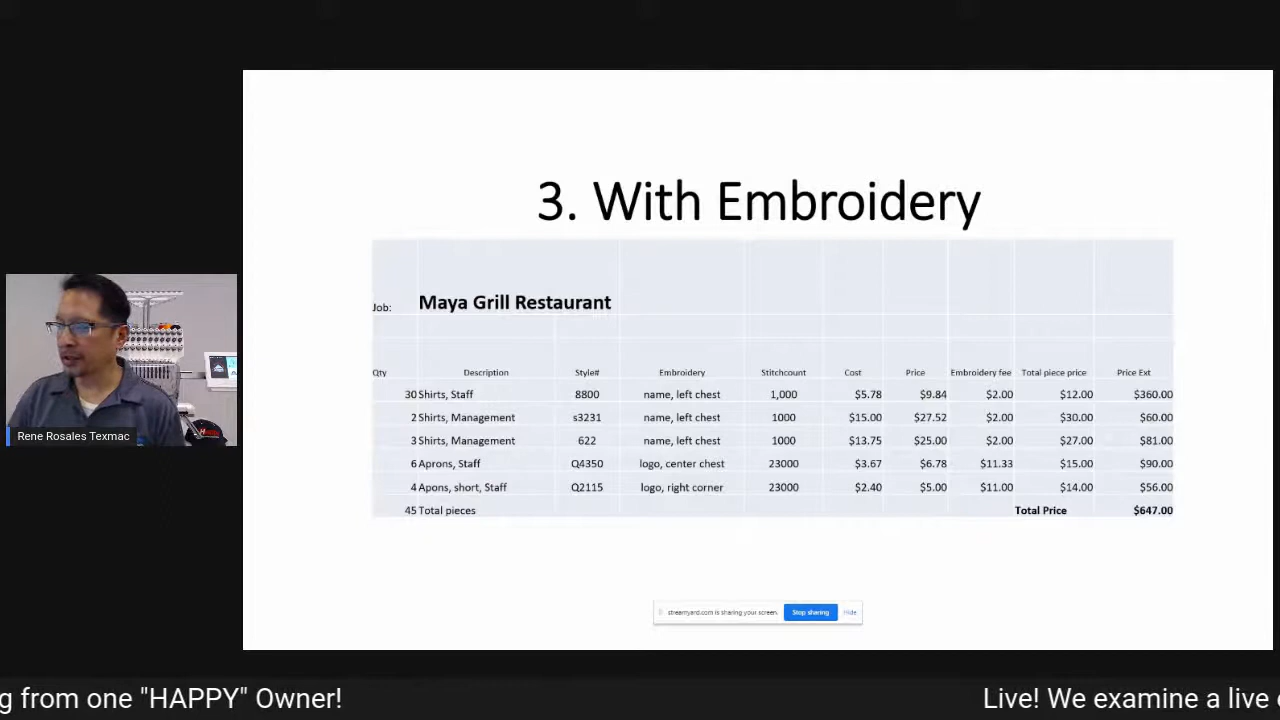 3. With Embroidery
Job: Maya Grill Restaurant
Qty Description Style# Embroidery Stitchcount Cost Price Embroidery fee Total piece price Price Ext
30 Shirts, Staff 8800 name, left chest 1,000 $5.78 $9.84 $2.00 $12.00 $360.00
2 Shirts, Management s3231 name, left chest 1000 $15.00 $27.52 $2.00 $30.00 $60.00
3 Shirts, Management 622 name, left chest 1000 $13.75 $25.00 $2.00 $27.00 $81.00
6 Aprons, Staff Q4350 logo, center chest 23000 $3.67 $6.78 $11.33 $15.00 $90.00
4 Apons, short, Staff Q2115 logo, right corner 23000 $2.40 $5.00 $11.00 $14.00 $56.00
45 Total pieces Total Price $647.00
Rene Rosales Texmac
streamyard.com is sharing your screen. Stop sharing Hide
g from one "HAPPY" Owner! Live! We examine a live